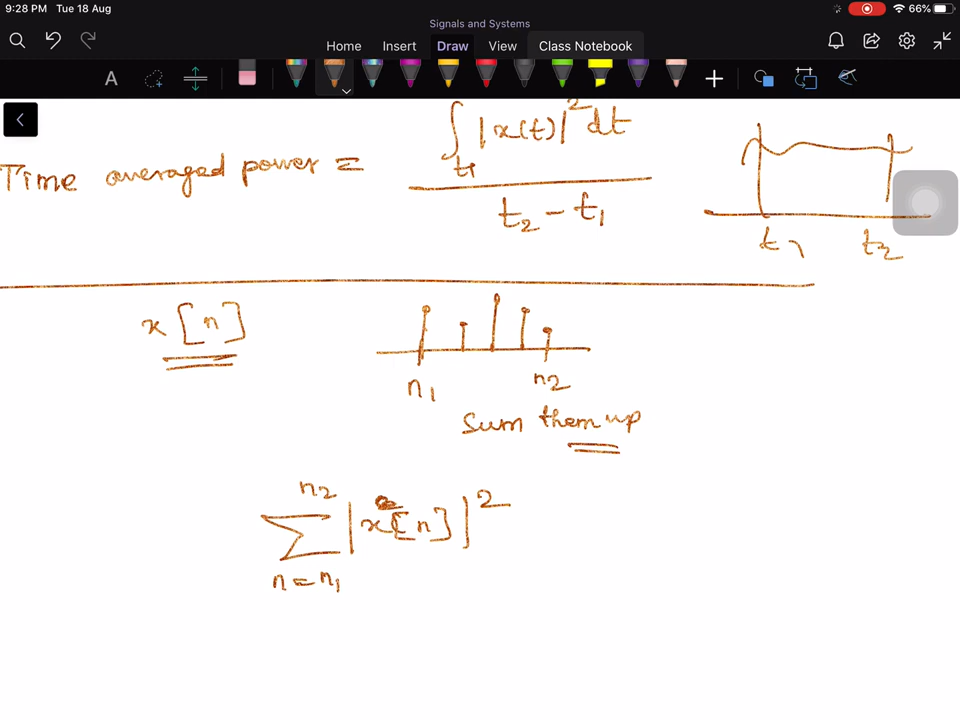 9:28 PM Tue 18 Aug
66%
Signals and Systems
Home Insert Draw View Class Notebook
A
Time averaged power = ∫_{t1} |x(t)|² dt / (t2 - t1)
t1 t2
x[n]
n1 n2
Sum them up
∑_{n=n1}^{n2} |x[n]|²